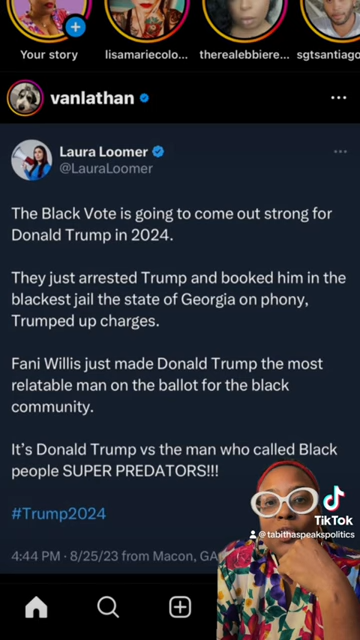 Your story
lisamariecolo...
therealebbiere...
sgtsantiago
vanlathan
Laura Loomer
@LauraLoomer
The Black Vote is going to come out strong for
Donald Trump in 2024.
They just arrested Trump and booked him in the
blackest jail the state of Georgia on phony,
Trumped up charges.
Fani Willis just made Donald Trump the most
relatable man on the ballot for the black
community.
It's Donald Trump vs the man who called Black
people SUPER PREDATORS!!!
#Trump2024
4:44 PM · 8/25/23 from Macon, GA
TikTok
@tabithaspeakspolitics